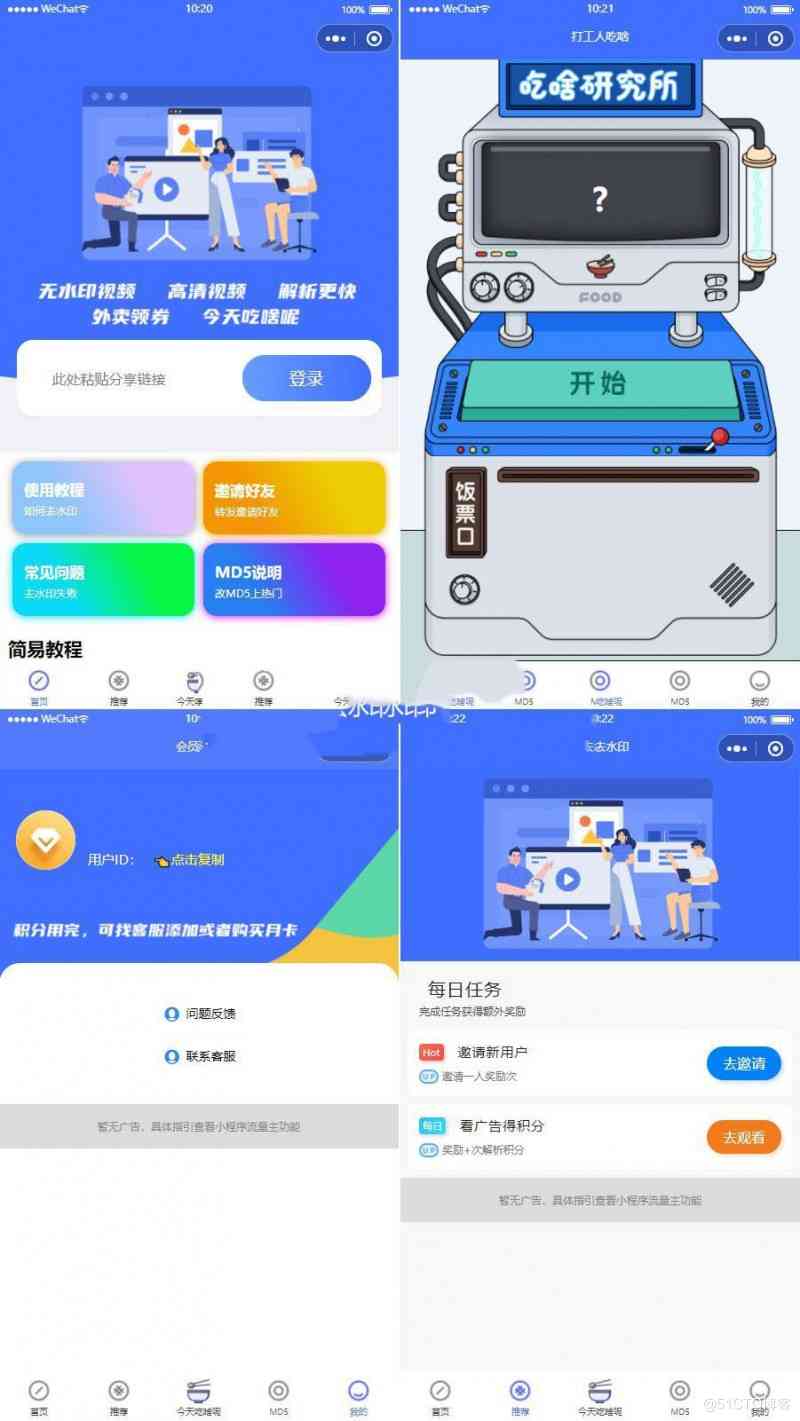 WeChat
10:20
100%
无水印视频 高清视频 解析更快
外卖领券 今天吃啥呢
此处粘贴分享链接
登录
使用教程
如何去水印
邀请好友
转发邀请好友
常见问题
去水印失败
MD5说明
改MD5上热门
简易教程
首页
推荐
推荐
WeChat
10:21
100%
打工人吃啥
吃啥研究所
?
FOOD
开始
饭票口
MD5
MD5
我的
WeChat
用户ID：
点击复制
积分用完，可找客服添加或者购买月卡
问题反馈
联系客服
暂无广告、具体指引查看小程序流量主功能
首页
推荐
今天吃啥呢
MD5
我的
100%
去水印
每日任务
完成任务获得额外奖励
Hot
邀请新用户
UP
邀请一人奖励次
去邀请
每日
看广告得积分
UP
奖励+次解析积分
去观看
暂无广告、具体指引查看小程序流量主功能
首页
推荐
今天吃啥呢
MD5
我的
@51CTO博客